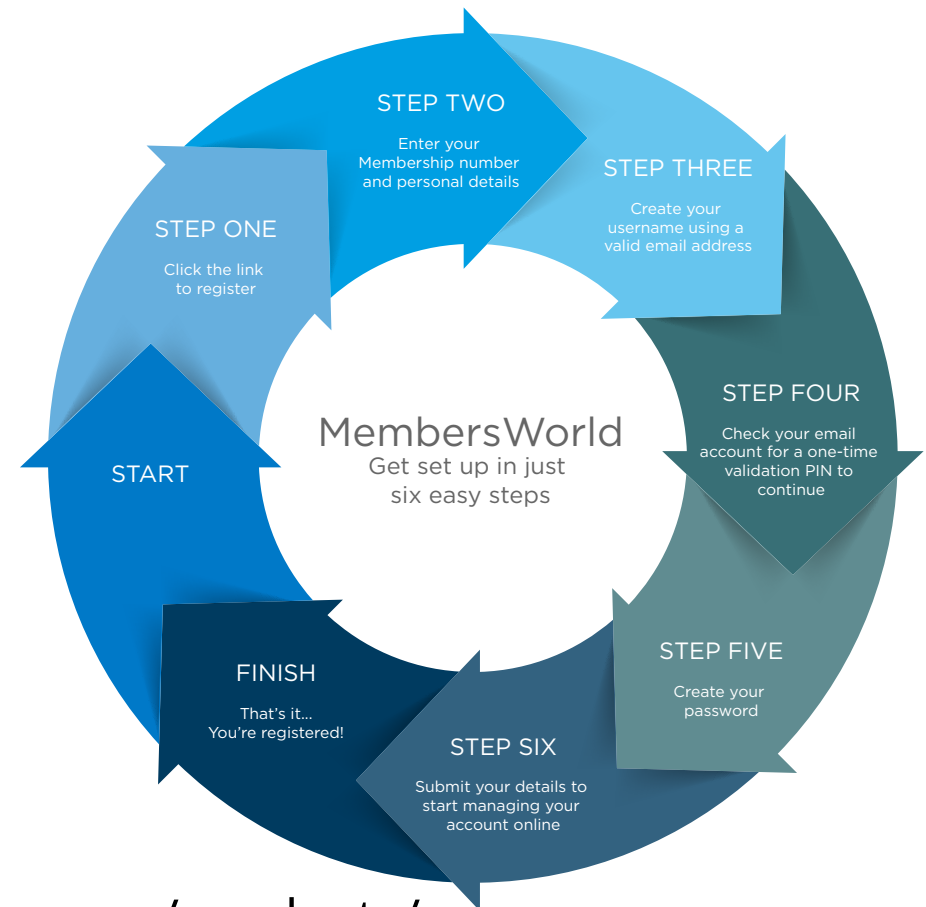 MembersWorld
Get set up in just
six easy steps
START
STEP ONE
Click the link
to register
STEP TWO
Enter your
Membership number
and personal details
STEP THREE
Create your
username using a
valid email address
STEP FOUR
Check your email
account for a one-time
validation PIN to
continue
STEP FIVE
Create your
password
STEP SIX
Submit your details to
start managing your
account online
FINISH
That's it...
You're registered!